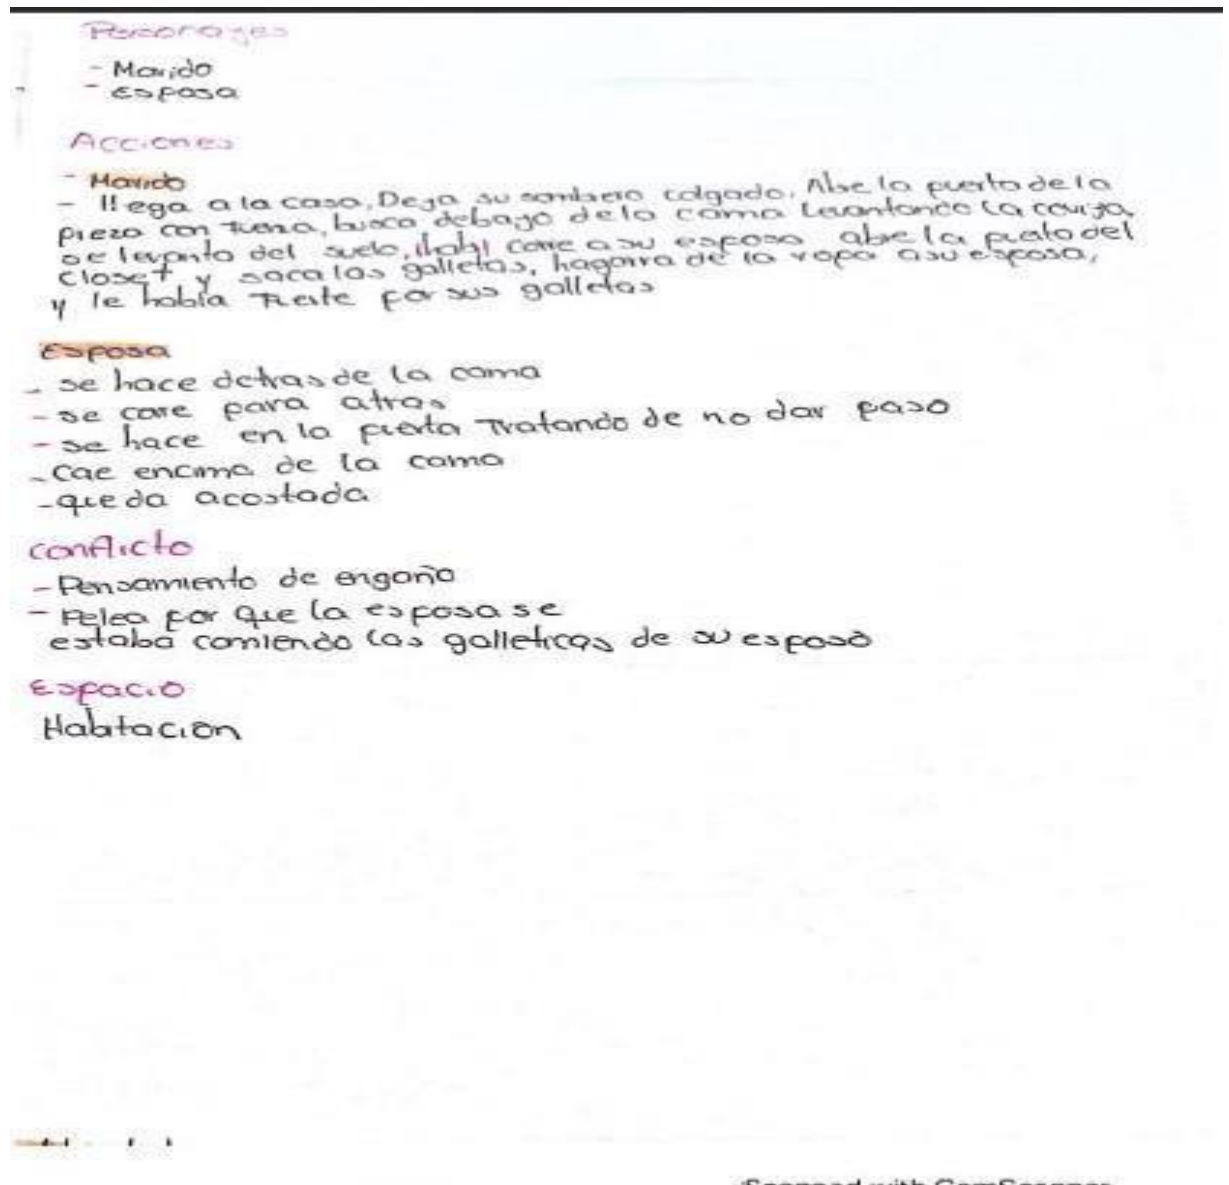 Personajes
- Marido
- Esposa
Acciones
- Marido
- llega a la casa, Deja su sombrero colgado. Abre la puerta de la
pieza con fuerza, busca debajo de la cama levantando la cobija,
se levanta del suelo, corre a su esposa abre la puerta del
closet y saca las galletas, hagarra de la ropa a su esposa,
y le habla fuerte por sus galletas
Esposa
- se hace detras de la cama
- se corre para atras
- se hace en la puerta Tratando de no dar paso
- Cae encima de la cama
- queda acostada
conflicto
- Pensamiento de engaño
- Pelea por que la esposa se
estaba comiendo las galleticas de su esposo
Espacio
Habitacion
Scanned with CamScanner